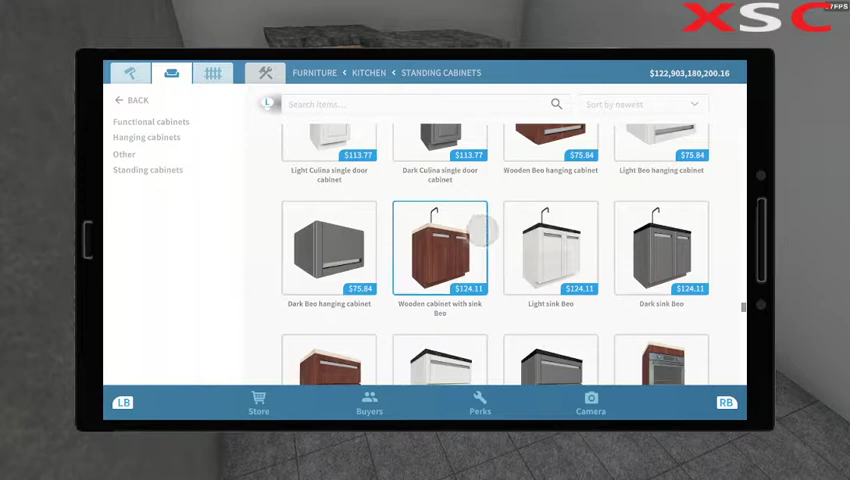 XSC
7FPS
FURNITURE < KITCHEN < STANDING CABINETS
$122,903,180,200.16
BACK
L
Search items...
Sort by newest
Functional cabinets
Hanging cabinets
Other
Standing cabinets
$113.77
$113.77
$75.84
$75.84
Light Culina single door cabinet
Dark Culina single door cabinet
Wooden Beo hanging cabinet
Light Beo hanging cabinet
$75.84
$124.11
$124.11
$124.11
Dark Beo hanging cabinet
Wooden cabinet with sink Beo
Light sink Beo
Dark sink Beo
LB
Store
Buyers
Perks
Camera
RB